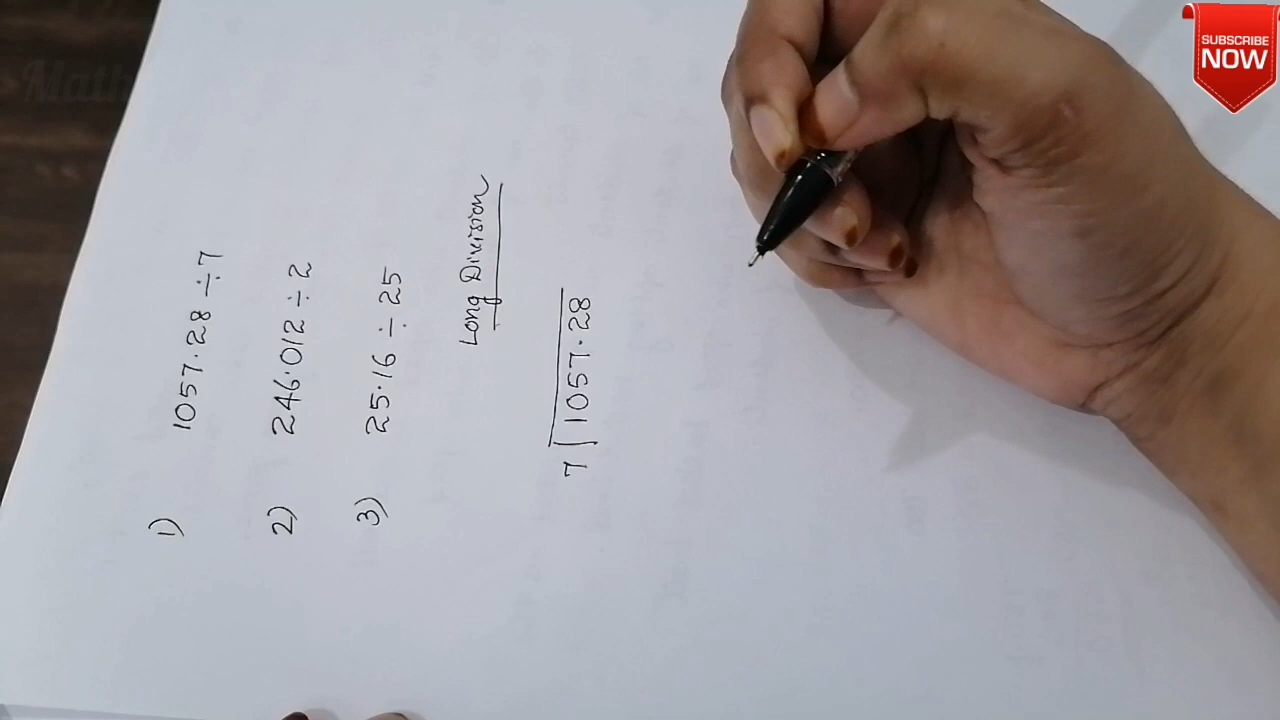 1) 1057.28 ÷ 7
2) 246.012 ÷ 2
3) 25.16 ÷ 25
Long Division
7 1057.28
SUBSCRIBE
NOW